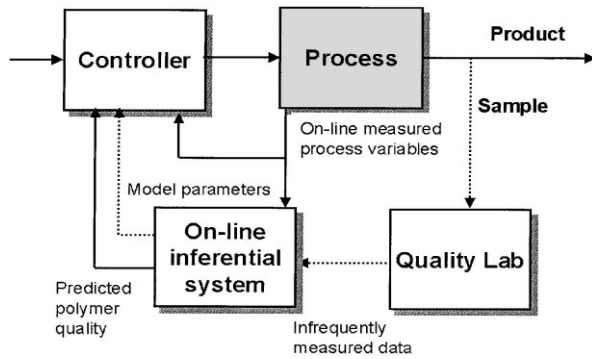 Controller
Process
Product
Sample
On-line measured
process variables
Model parameters
On-line
inferential
system
Quality Lab
Predicted
polymer
quality
Infrequently
measured data